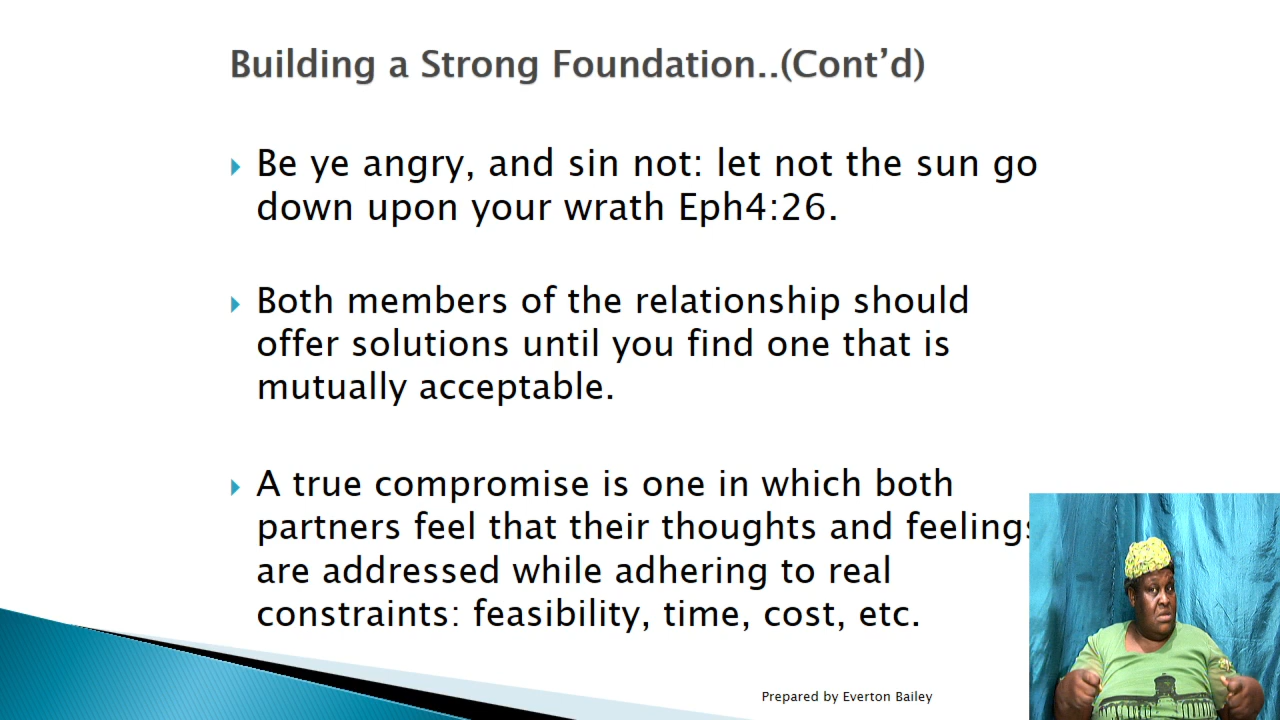 Building a Strong Foundation..(Cont’d)
Be ye angry, and sin not: let not the sun go
down upon your wrath Eph4:26.
Both members of the relationship should
offer solutions until you find one that is
mutually acceptable.
A true compromise is one in which both
partners feel that their thoughts and feelings
are addressed while adhering to real
constraints: feasibility, time, cost, etc.
Prepared by Everton Bailey